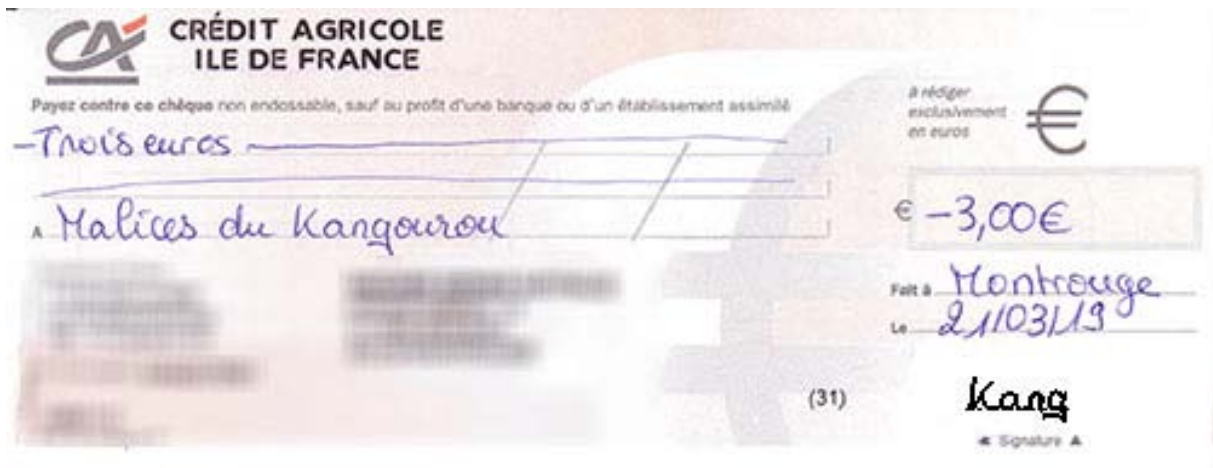 CRÉDIT AGRICOLE
ILE DE FRANCE
Payez contre ce chèque non endossable, sauf au profit d'une banque ou d'un établissement assimilé
à rédiger
exclusivement
en euros
€
-Trois euros
A Malices du Kangourou
€ -3,00€
Fait à Montrouge
Le 21/03/19
(31)
Kang
Signature